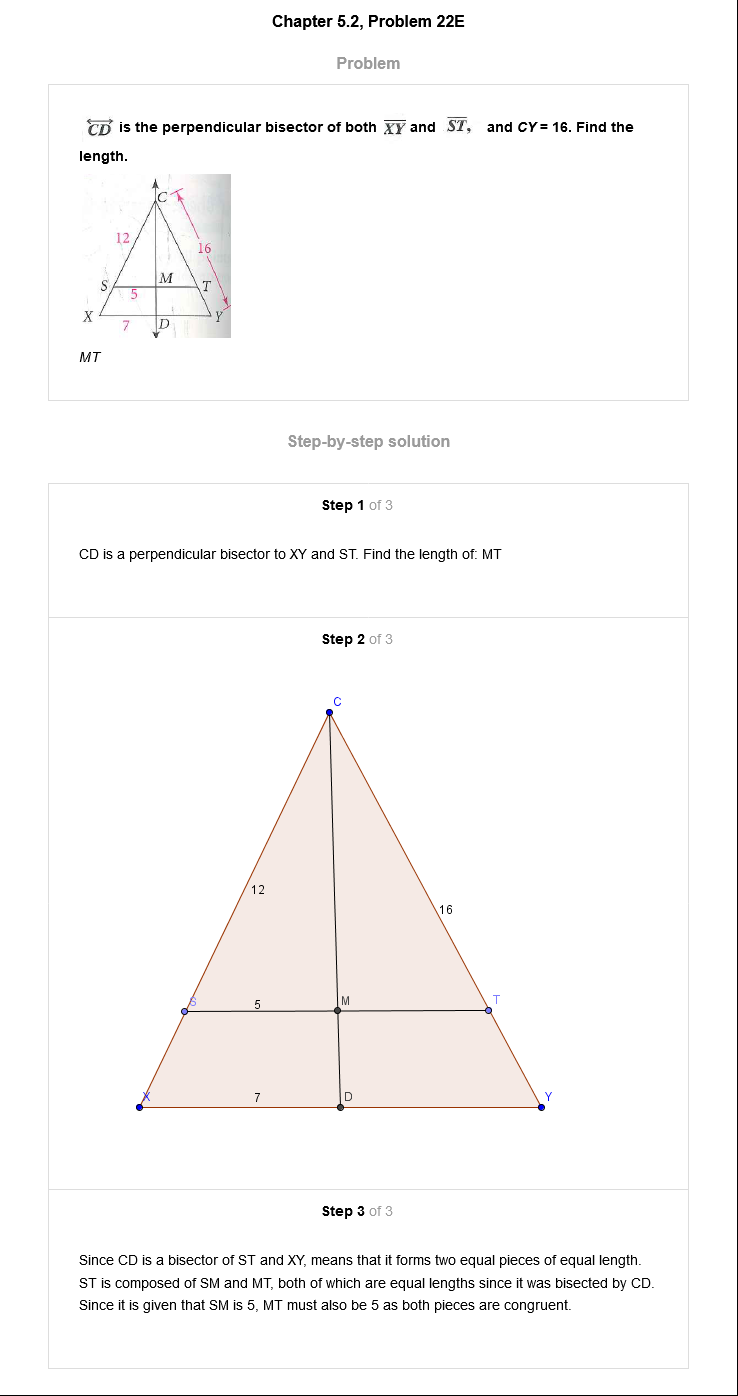 Chapter 5.2, Problem 22E
Problem
CD is the perpendicular bisector of both XY and ST, and CY = 16. Find the
length.
C
12
16
S
M
T
5
X
Y
7
D
MT
Step-by-step solution
Step 1 of 3
CD is a perpendicular bisector to XY and ST. Find the length of: MT
Step 2 of 3
C
12
16
S
5
M
T
X
7
D
Y
Step 3 of 3
Since CD is a bisector of ST and XY, means that it forms two equal pieces of equal length.
ST is composed of SM and MT, both of which are equal lengths since it was bisected by CD.
Since it is given that SM is 5, MT must also be 5 as both pieces are congruent.